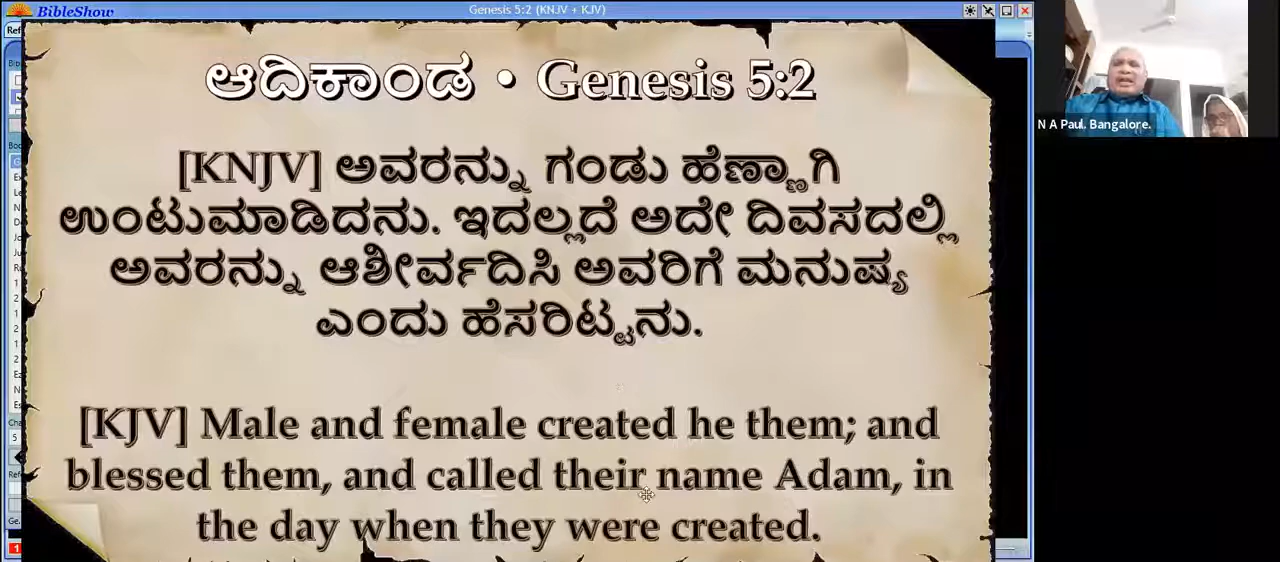 BibleShow
Genesis 5:2 (KNJV + KJV)
ಆದಿಕಾಂಡ • Genesis 5:2
[KNJV] ಅವರನ್ನು ಗಂಡು ಹೆಣ್ಣಾಗಿ
ಉಂಟುಮಾಡಿದನು. ಇದಲ್ಲದೆ ಅದೇ ದಿವಸದಲ್ಲಿ
ಅವರನ್ನು ಆಶೀರ್ವದಿಸಿ ಅವರಿಗೆ ಮನುಷ್ಯ
ಎಂದು ಹೆಸರಿಟ್ಟನು.
[KJV] Male and female created he them; and
blessed them, and called their name Adam, in
the day when they were created.
N A Paul. Bangalore.